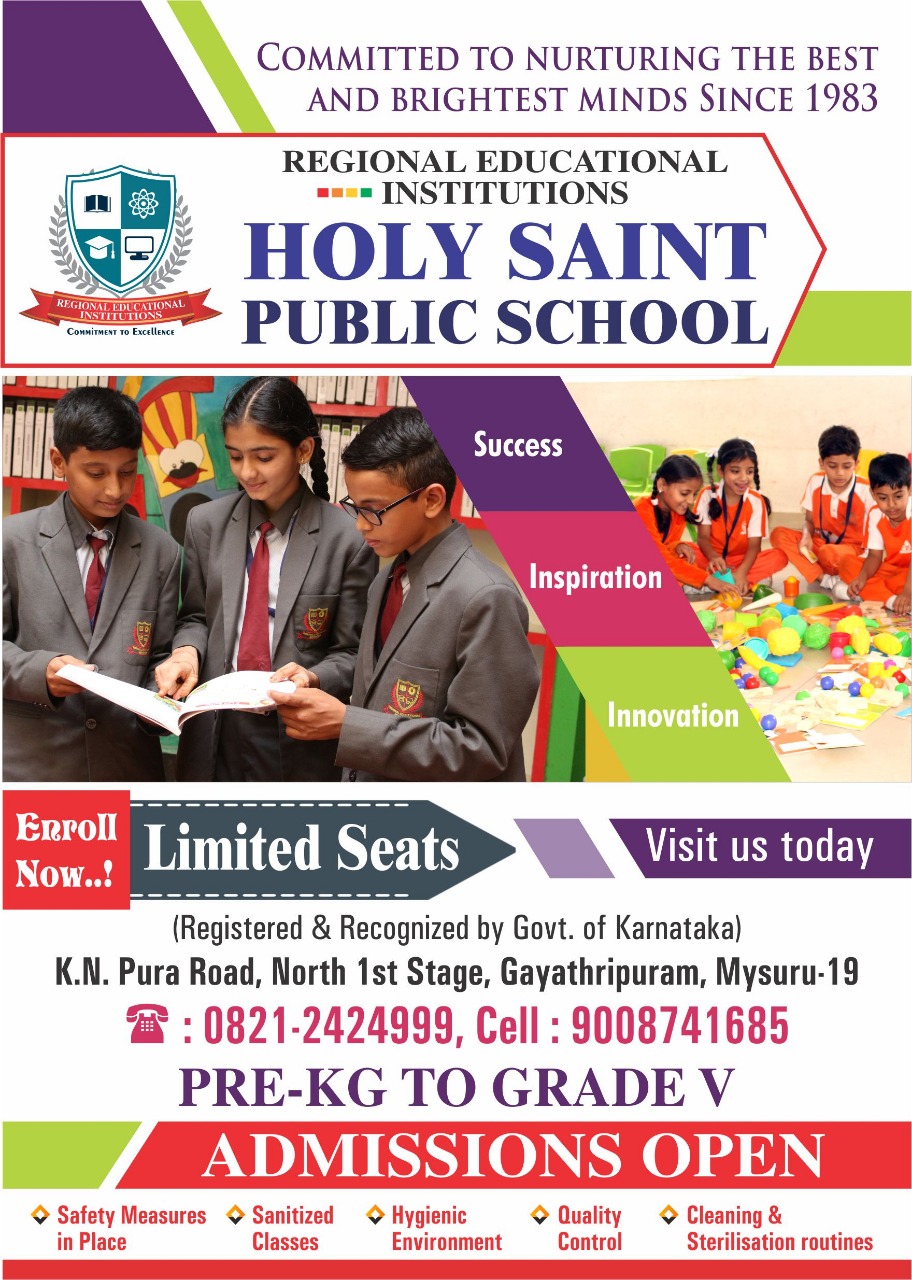 COMMITTED TO NURTURING THE BEST
AND BRIGHTEST MINDS SINCE 1983
REGIONAL EDUCATIONAL
INSTITUTIONS
HOLY SAINT
PUBLIC SCHOOL
REGIONAL EDUCATIONAL
INSTITUTIONS
COMMITMENT TO EXCELLENCE
Success
Inspiration
Innovation
Enroll
Now..!
Limited Seats
Visit us today
(Registered & Recognized by Govt. of Karnataka)
K.N. Pura Road, North 1st Stage, Gayathripuram, Mysuru-19
: 0821-2424999, Cell : 9008741685
PRE-KG TO GRADE V
ADMISSIONS OPEN
Safety Measures
in Place
Sanitized
Classes
Hygienic
Environment
Quality
Control
Cleaning &
Sterilisation routines